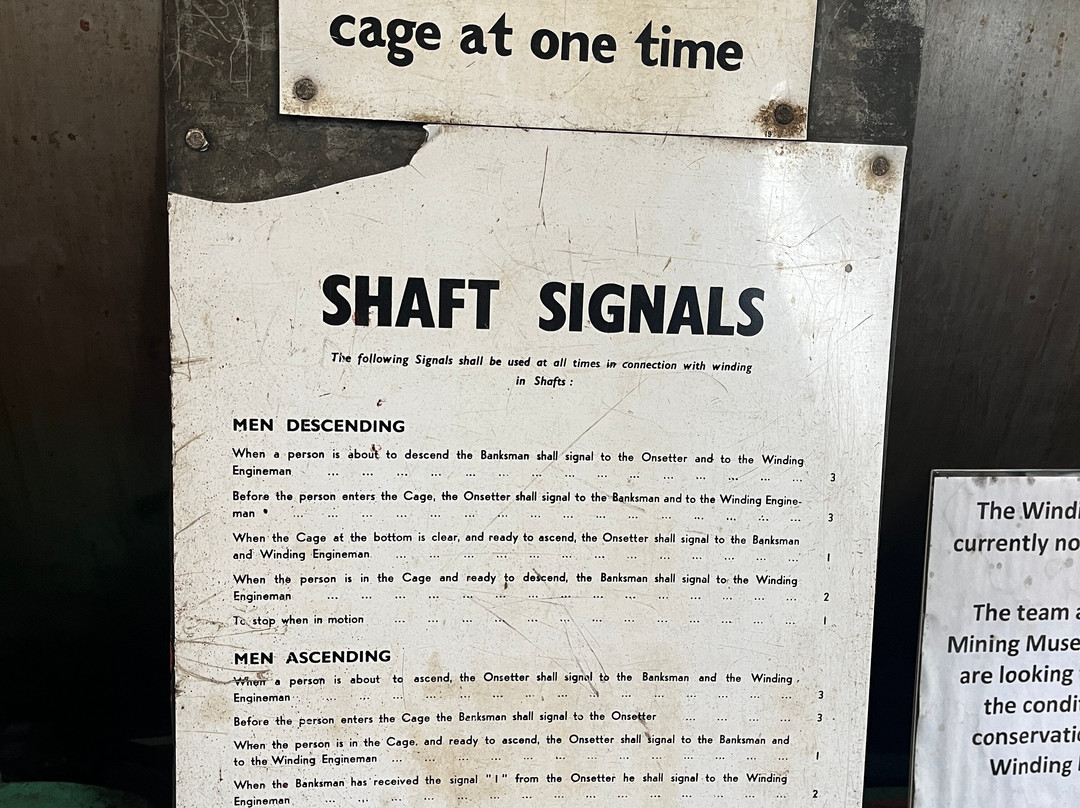 cage at one time
19
SHAFT SIGNALS
The following Signals shall be used at all times in connection with winding
in Shafts :
MEN DESCENDING
When a person is about to descend the Banksman shall signal to the Onsetter and to the Winding
Engineman ... ... ... ... ... ... ... ... ... ... ... ... ... ... 3
Before the person enters the Cage, the Onsetter shall signal to the Banksman and to the Winding Engine-
man ... ... ... ... ... ... ... ... ... ... ... ... ... ... 3
When the Cage at the bottom is clear, and ready to ascend, the Onsetter shall signal to the Banksman
and Winding Engineman ... ... ... ... ... ... ... ... ... ... ... ... 1
When the person is in the Cage and ready to descend, the Banksman shall signal to the Winding
Engineman ... ... ... ... ... ... ... ... ... ... ... ... ... ... 2
To stop when in motion ... ... ... ... ... ... ... ... ... ... ... ... 1
MEN ASCENDING
When a person is about to ascend, the Onsetter shall signal to the Banksman and the Winding
Engineman ... ... ... ... ... ... ... ... ... ... ... ... ... ... 3
Before the person enters the Cage the Banksman shall signal to the Onsetter ... ... ... ... 3
When the person is in the Cage, and ready to ascend, the Onsetter shall signal to the Banksman and
to the Winding Engineman ... ... ... ... ... ... ... ... ... ... ... ... 1
When the Banksman has received the signal "1" from the Onsetter he shall signal to the Winding
Engineman ... ... ... ... ... ... ... ... ... ... ... ... ... ... 2
The Windi
currently no
The team a
Mining Muse
are looking
the condit
conservatio
Winding